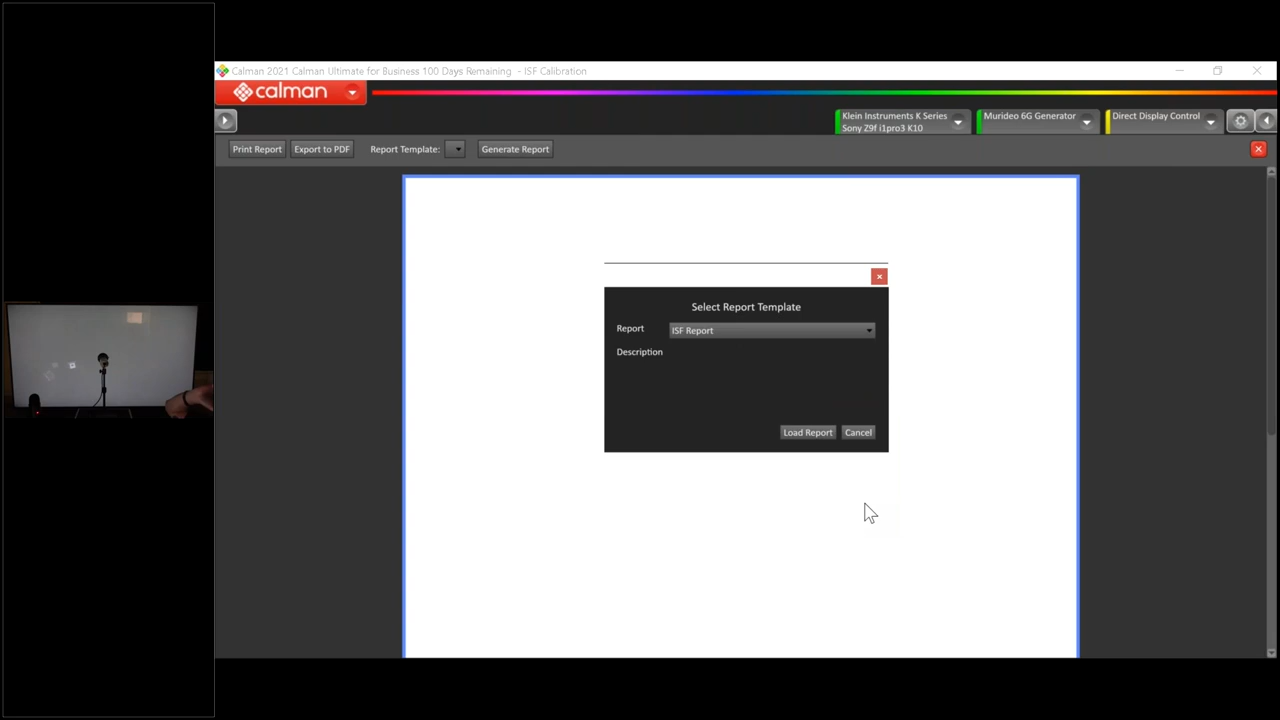 Calman 2021 Calman Ultimate for Business 100 Days Remaining - ISF Calibration
calman
Klein Instruments K Series
Sony Z9f i1pro3 K10
Murideo 6G Generator
Direct Display Control
Print Report
Export to PDF
Report Template:
Generate Report
Select Report Template
Report
ISF Report
Description
Load Report
Cancel